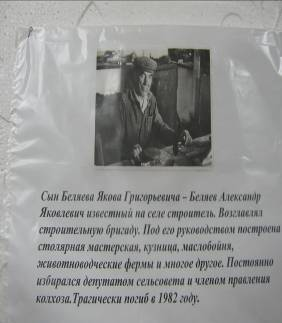 Сын Беляева Якова Григорьевича – Беляев Александр
Яковлевич известный на селе строитель. Возглавлял
строительную бригаду. Под его руководством построена
столярная мастерская, кузница, маслобойня,
животноводческие фермы и многое другое. Постоянно
избирался депутатом сельсовета и членом правления
колхоза.Трагически погиб в 1982 году.